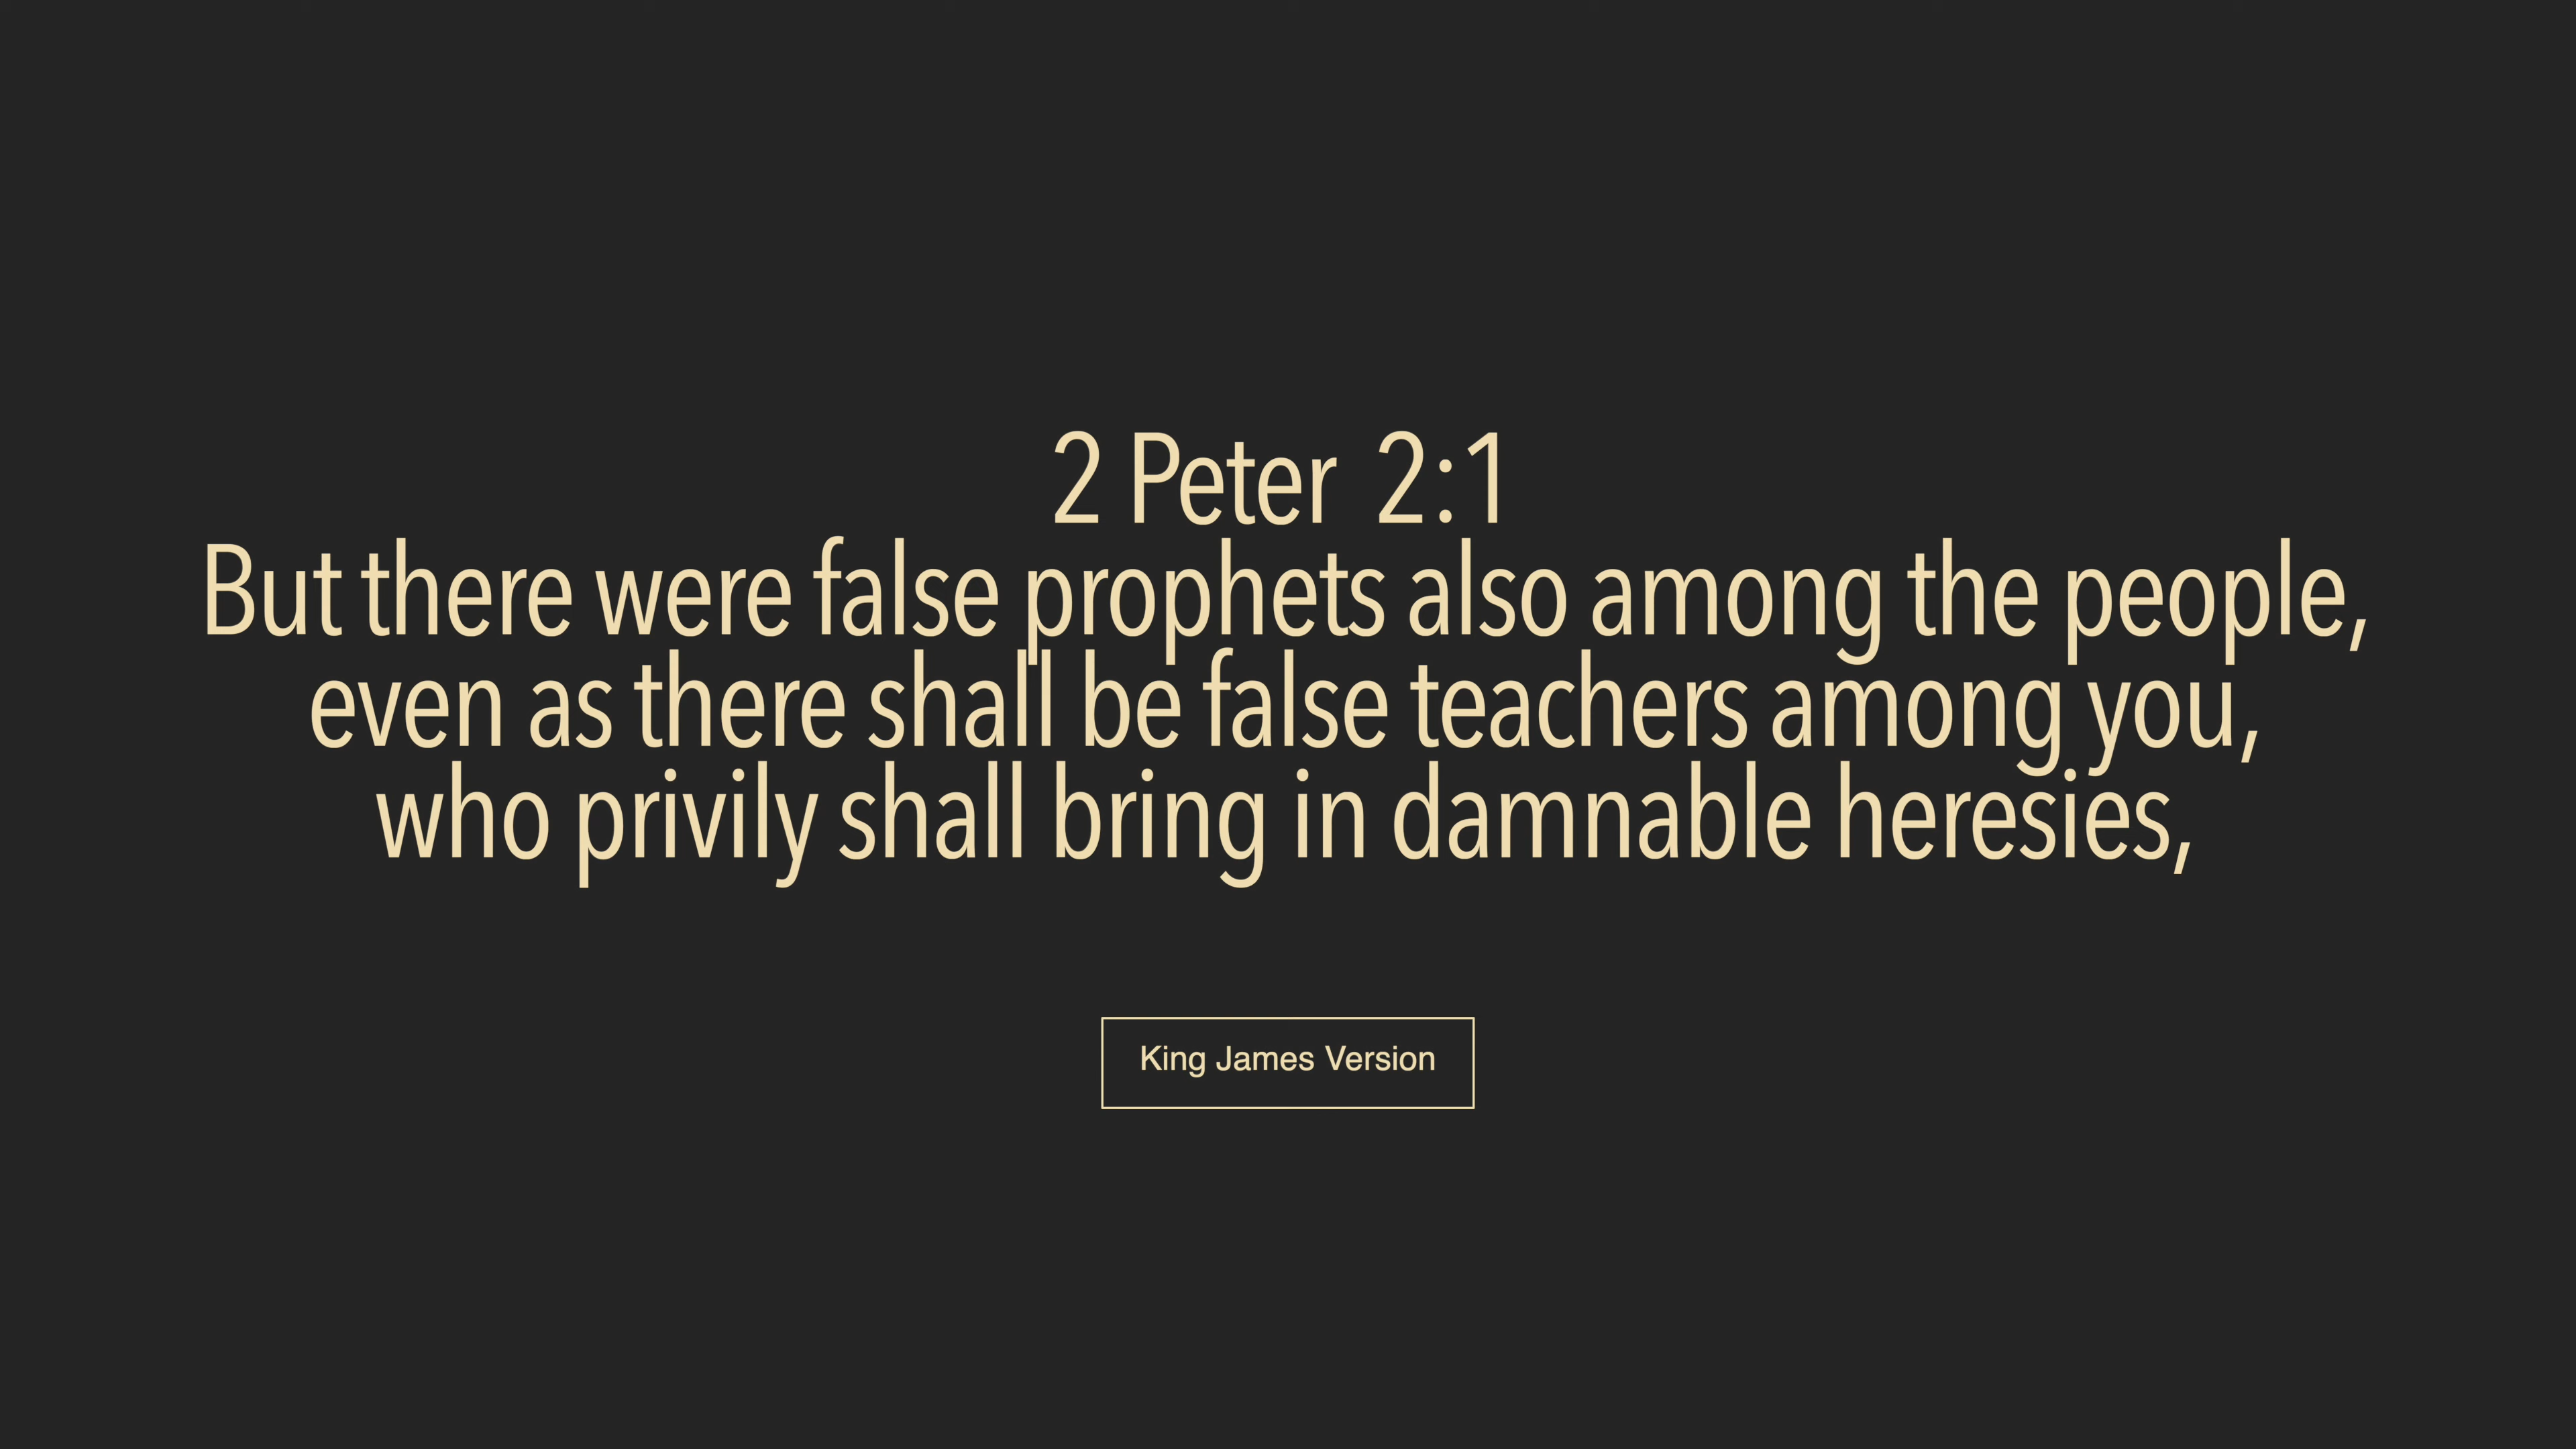 2 Peter 2:1
But there were false prophets also among the people,
even as there shall be false teachers among you,
who privily shall bring in damnable heresies,
King James Version